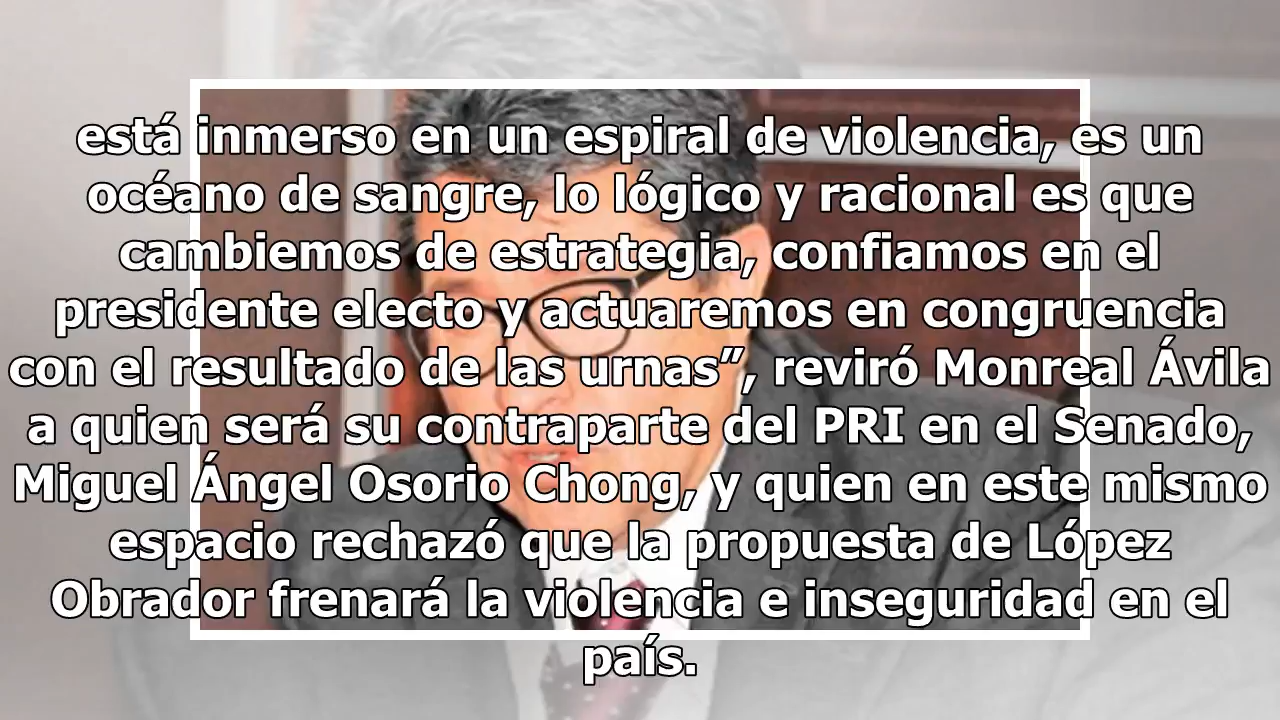 está inmerso en un espiral de violencia, es un
océano de sangre, lo lógico y racional es que
cambiemos de estrategia, confiamos en el
presidente electo y actuaremos en congruencia
con el resultado de las urnas”, reviró Monreal Ávila
a quien será su contraparte del PRI en el Senado,
Miguel Ángel Osorio Chong, y quien en este mismo
espacio rechazó que la propuesta de López
Obrador frenará la violencia e inseguridad en el
país.